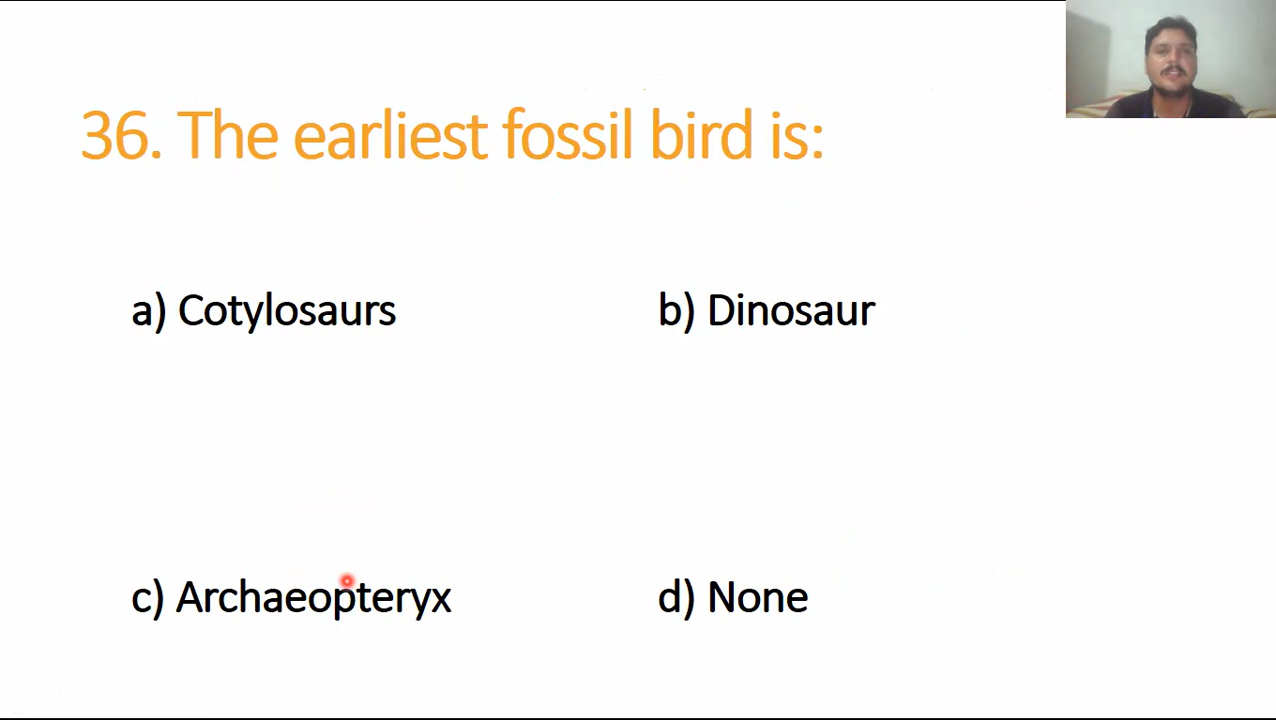 36. The earliest fossil bird is:
a) Cotylosaurs
b) Dinosaur
c) Archaeopteryx
d) None